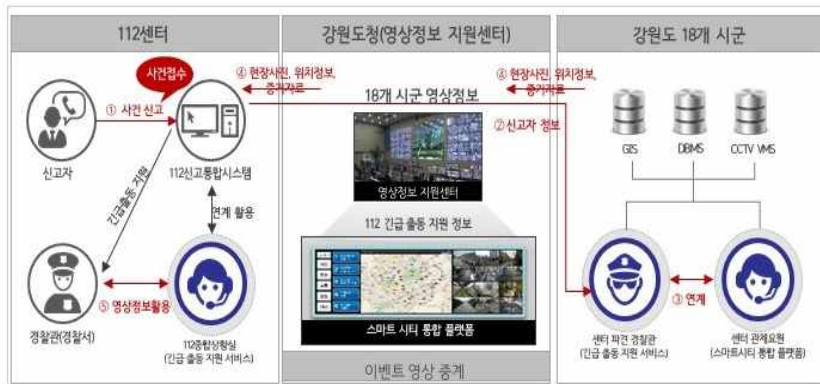 112센터
사건접수
① 사건 신고
신고자
112신고통합시스템
긴급출동 지원
연계 활용
⑤ 영상정보활용
경찰관(경찰서)
112종합상황실
(긴급 출동 지원 서비스)
강원도청(영상정보 지원센터)
④ 현장사진, 위치정보,
증거자료
18개 시군 영상정보
② 신고자 정보
영상정보 지원센터
112 긴급 출동 지원 정보
스마트 시티 통합 플랫폼
이벤트 영상 중계
강원도 18개 시군
④ 현장사진, 위치정보,
증거자료
GIS
DBMS
CCTV VMS
③ 연계
센터 파견 경찰관
(긴급 출동 지원 서비스)
센터 관제요원
(스마트시티 통합 플랫폼)